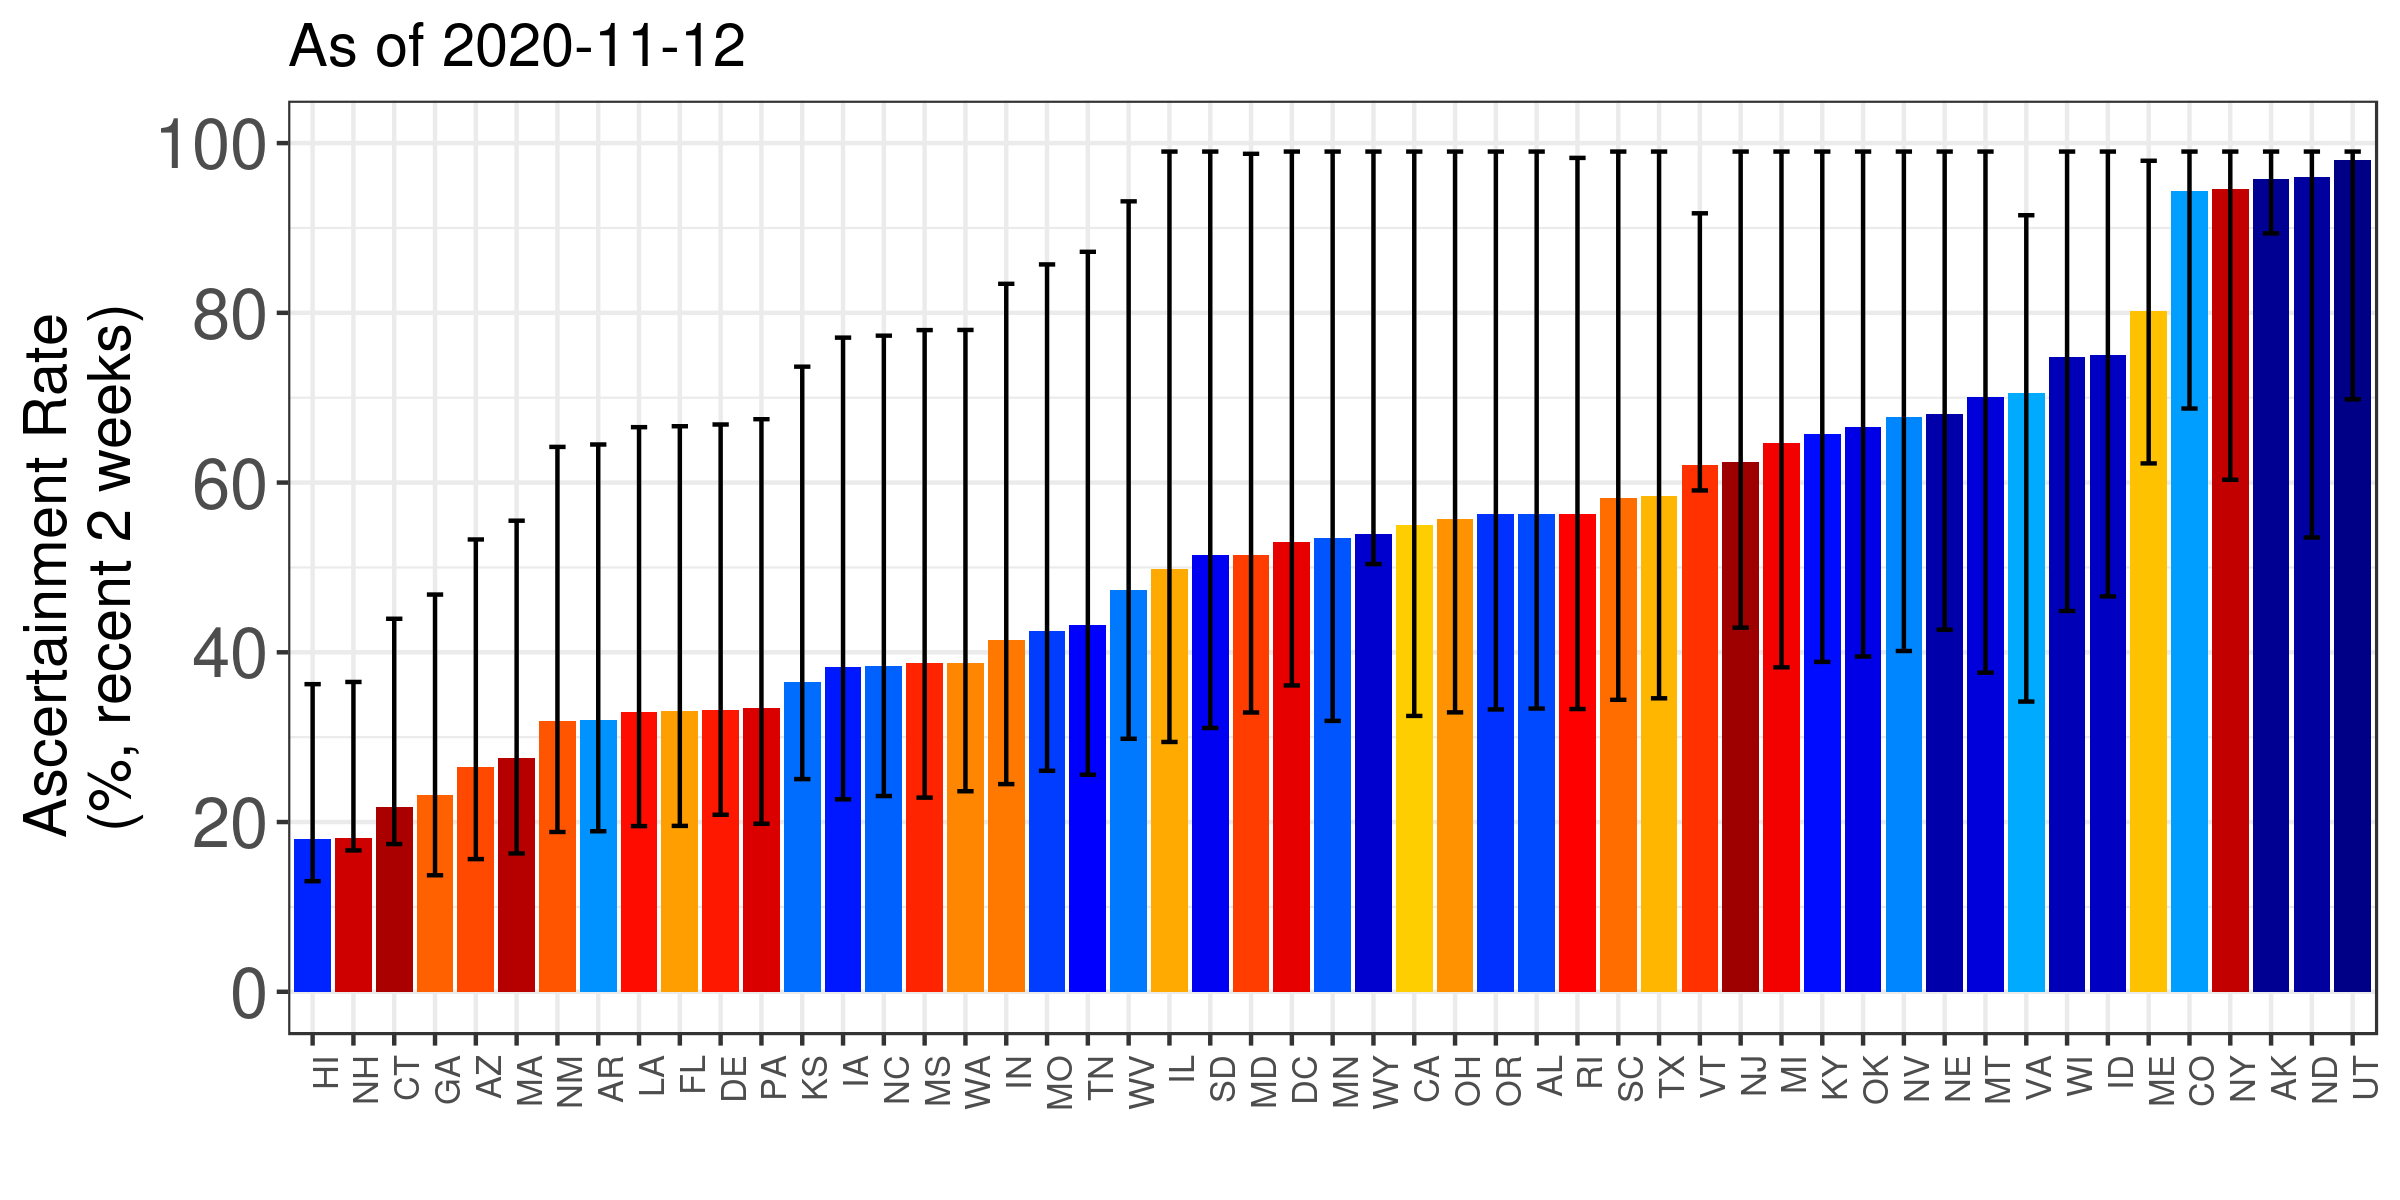 As of 2020-11-12
Ascertainment Rate
(%, recent 2 weeks)
100
80
60
40
20
0
HI NH CT GA AZ MA NM AR LA FL DE PA KS IA NC MS WA IN MO TN WV IL SD MD DC MN WY CA OH OR AL RI SC TX VT NJ MI KY OK NV NE MT VA WI ID ME CO NY AK ND UT